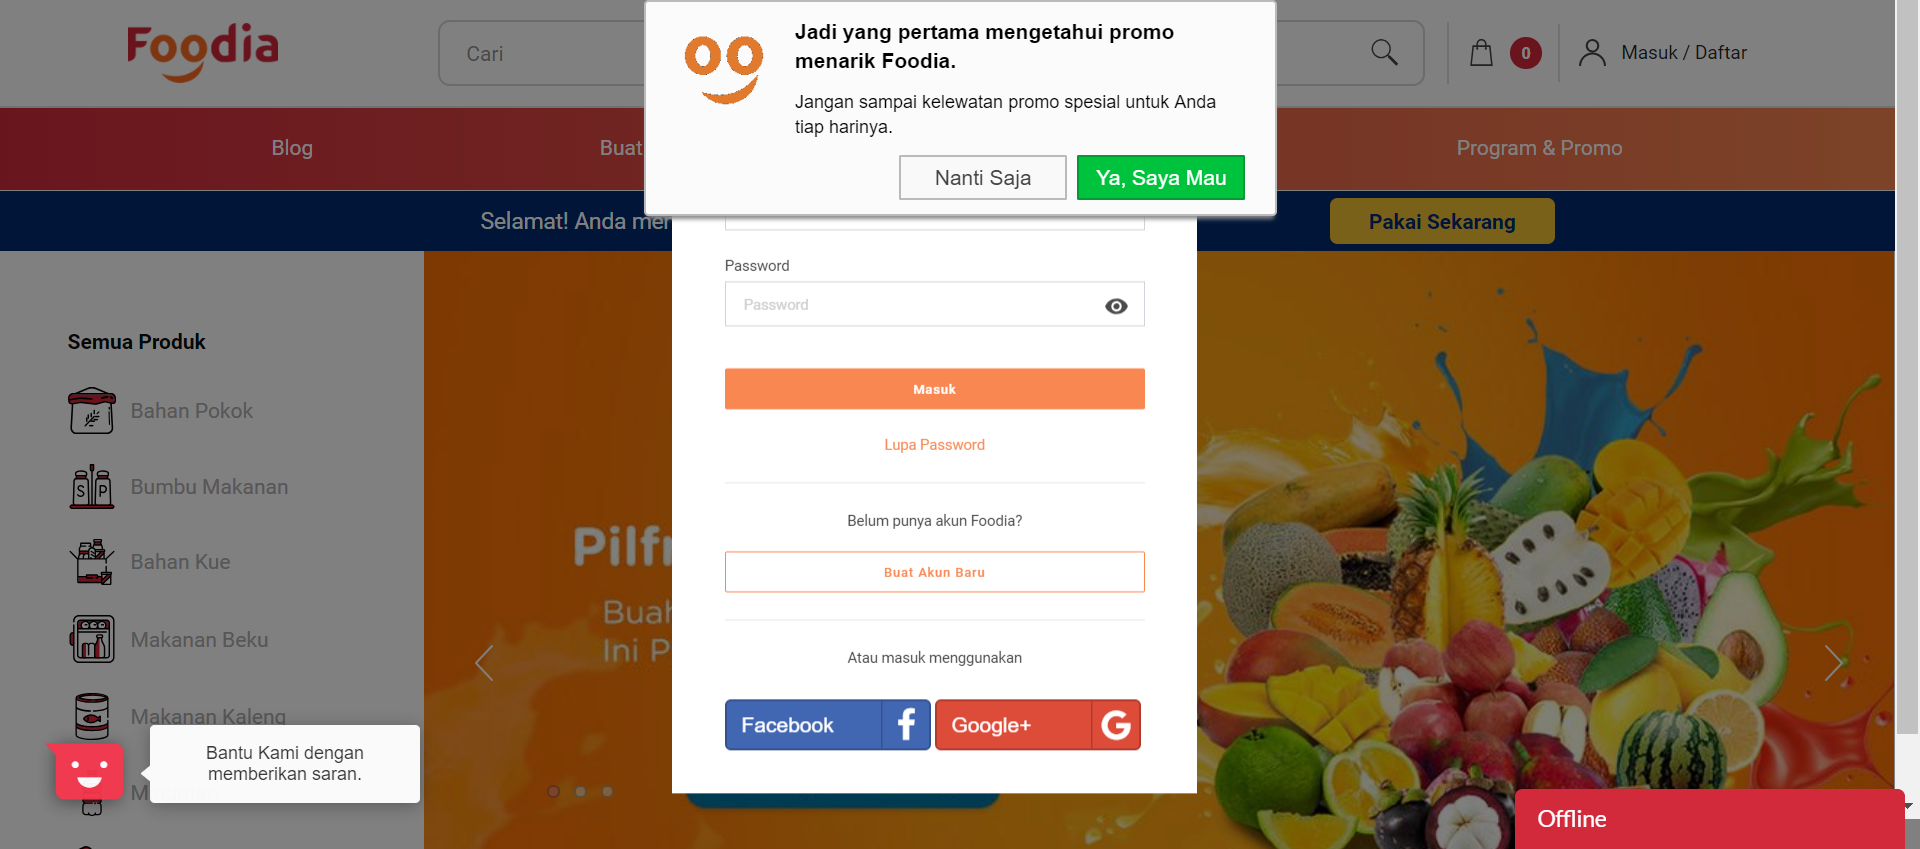 Foodia
Cari
0
Masuk / Daftar
Jadi yang pertama mengetahui promo
menarik Foodia.
Jangan sampai kelewatan promo spesial untuk Anda
tiap harinya.
Nanti Saja
Ya, Saya Mau
Blog
Buat
Program & Promo
Selamat! Anda
Pakai Sekarang
Password
Password
Masuk
Lupa Password
Belum punya akun Foodia?
Buat Akun Baru
Atau masuk menggunakan
Facebook
Google+
Semua Produk
Bahan Pokok
Bumbu Makanan
Bahan Kue
Makanan Beku
Makanan Kaleng
Bantu Kami dengan
memberikan saran.
Ini
Offline